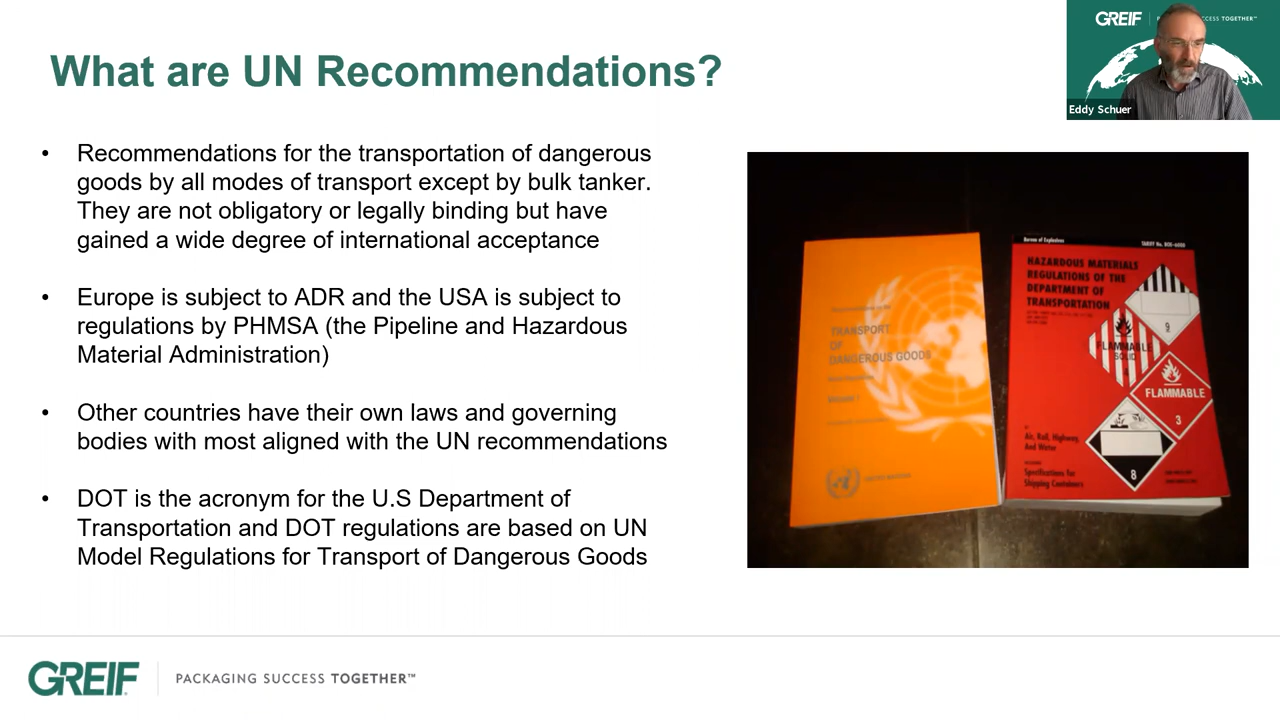 What are UN Recommendations?
GREIF
CESS TOGETHER™
Eddy Schuer
• Recommendations for the transportation of dangerous
goods by all modes of transport except by bulk tanker.
They are not obligatory or legally binding but have
gained a wide degree of international acceptance
• Europe is subject to ADR and the USA is subject to
regulations by PHMSA (the Pipeline and Hazardous
Material Administration)
• Other countries have their own laws and governing
bodies with most aligned with the UN recommendations
• DOT is the acronym for the U.S Department of
Transportation and DOT regulations are based on UN
Model Regulations for Transport of Dangerous Goods
TRANSPORT
OF
DANGEROUS GOODS
Bureau of Explosives
HAZARDOUS MATERIALS
REGULATIONS OF THE
DEPARTMENT OF
TRANSPORTATION
9
FLAMMABLE
SOLID
FLAMMABLE
3
8
Air, Rail, Highway,
And Water
Specifications for
Shipping Containers
GREIF
PACKAGING SUCCESS TOGETHER™